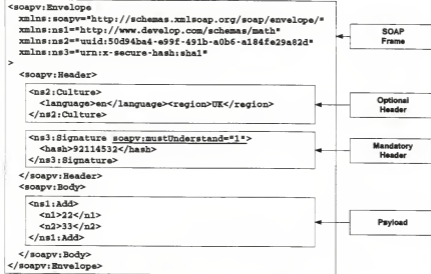 <soapv:Envelope
xmlns:soapv="http://schemas.xmlsoap.org/soap/envelope/"
xmlns:ns1="http://www.develop.com/schemas/math"
xmlns:ns2="uuid:50d94ba4-e99f-491b-a0b6-a184fe29a82d"
xmlns:ns3="urn:x-secure-hash:sha1"
>
SOAP
Frame
<soapv:Header>
<ns2:Culture>
<language>en</language><region>UK</region>
</ns2:Culture>
Optional
Header
<ns3:Signature soapv:mustUnderstand="1">
<hash>92114532</hash>
</ns3:Signature>
Mandatory
Header
</soapv:Header>
<soapv:Body>
<ns1:Add>
<n1>22</n1>
<n2>33</n2>
</ns1:Add>
Payload
</soapv:Body>
</soapv:Envelope>